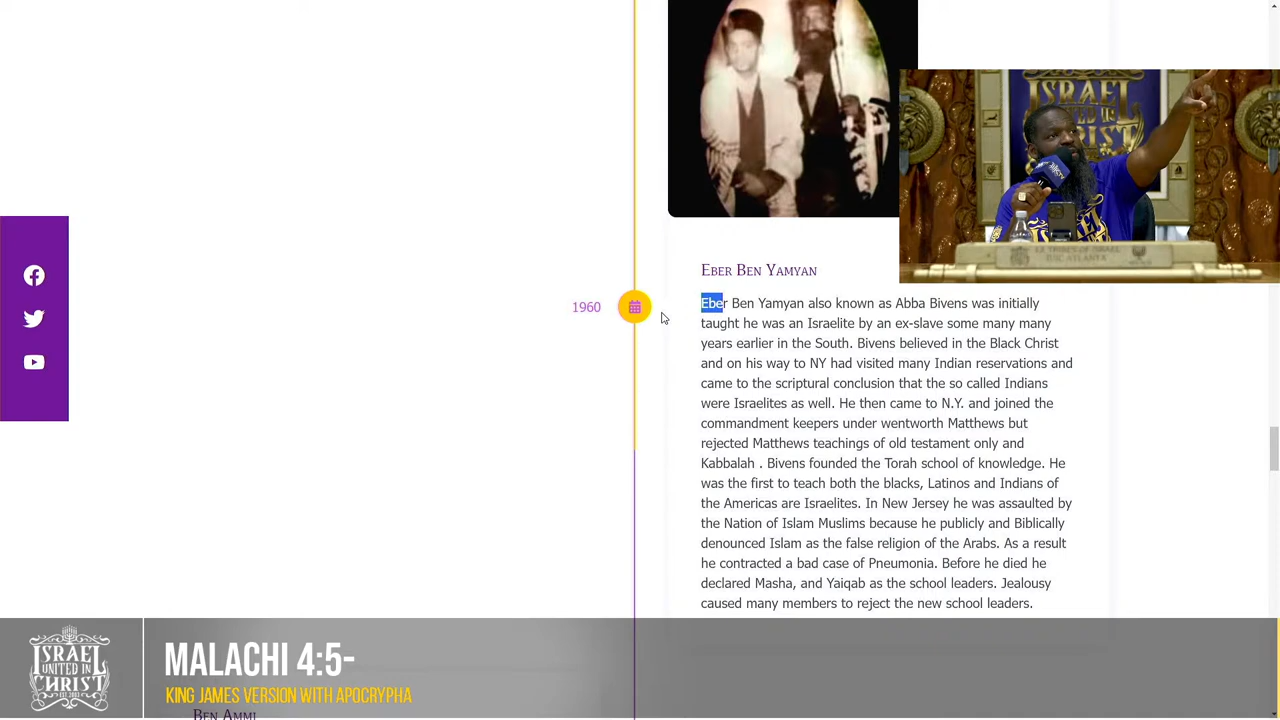 ISRAEL
UNITED IN
CHRIST
EBER BEN YAMYAN
1960
Eber Ben Yamyan also known as Abba Bivens was initially
taught he was an Israelite by an ex-slave some many many
years earlier in the South. Bivens believed in the Black Christ
and on his way to NY had visited many Indian reservations and
came to the scriptural conclusion that the so called Indians
were Israelites as well. He then came to N.Y. and joined the
commandment keepers under wentworth Matthews but
rejected Matthews teachings of old testament only and
Kabbalah . Bivens founded the Torah school of knowledge. He
was the first to teach both the blacks, Latinos and Indians of
the Americas are Israelites. In New Jersey he was assaulted by
the Nation of Islam Muslims because he publicly and Biblically
denounced Islam as the false religion of the Arabs. As a result
he contracted a bad case of Pneumonia. Before he died he
declared Masha, and Yaiqab as the school leaders. Jealousy
caused many members to reject the new school leaders.
ISRAEL
UNITED IN
CHRIST
EST. 2003
MALACHI 4:5-
KING JAMES VERSION WITH APOCRYPHA
BEN AMMI